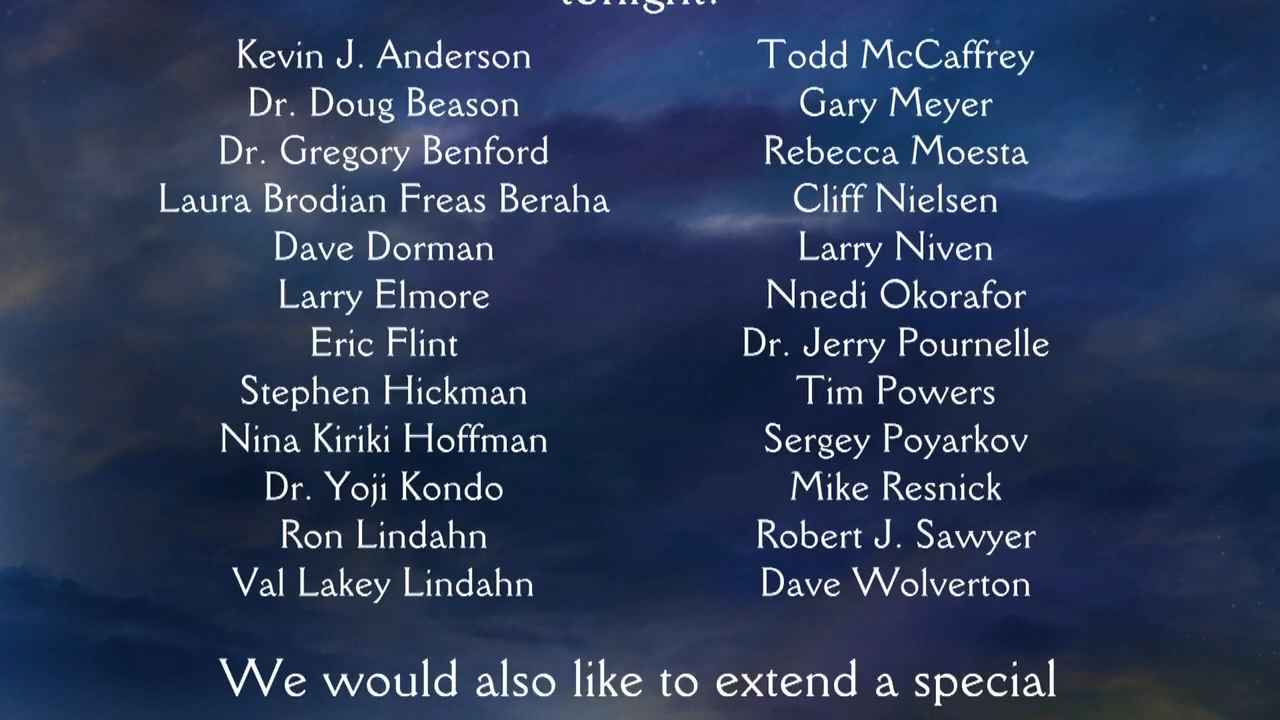 tonight.
Kevin J. Anderson
Dr. Doug Beason
Dr. Gregory Benford
Laura Brodian Freas Beraha
Dave Dorman
Larry Elmore
Eric Flint
Stephen Hickman
Nina Kiriki Hoffman
Dr. Yoji Kondo
Ron Lindahn
Val Lakey Lindahn
Todd McCaffrey
Gary Meyer
Rebecca Moesta
Cliff Nielsen
Larry Niven
Nnedi Okorafor
Dr. Jerry Pournelle
Tim Powers
Sergey Poyarkov
Mike Resnick
Robert J. Sawyer
Dave Wolverton
We would also like to extend a special